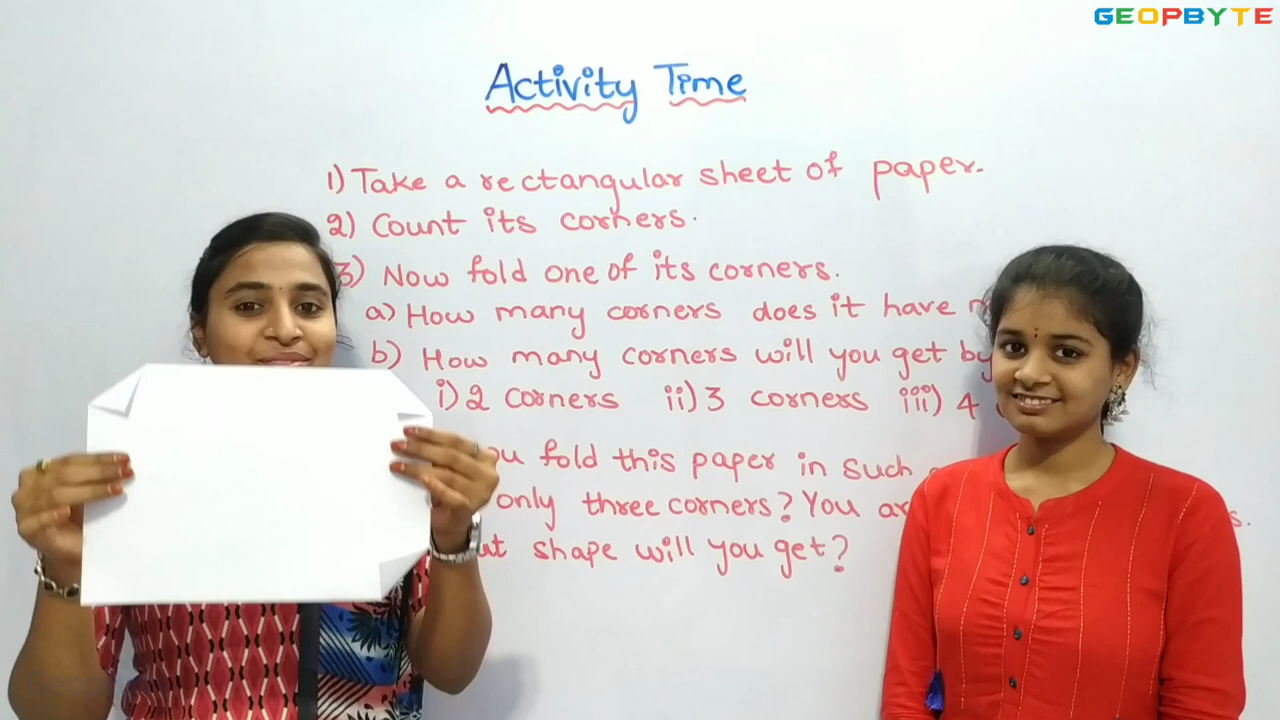 GEOPBYTE
Activity Time
1) Take a rectangular sheet of paper.
2) Count its corners.
3) Now fold one of its corners.
a) How many corners does it have
b) How many corners will you get by
i) 2 corners ii) 3 corners iii) 4
fold this paper in such
only three corners? You
shape will you get?